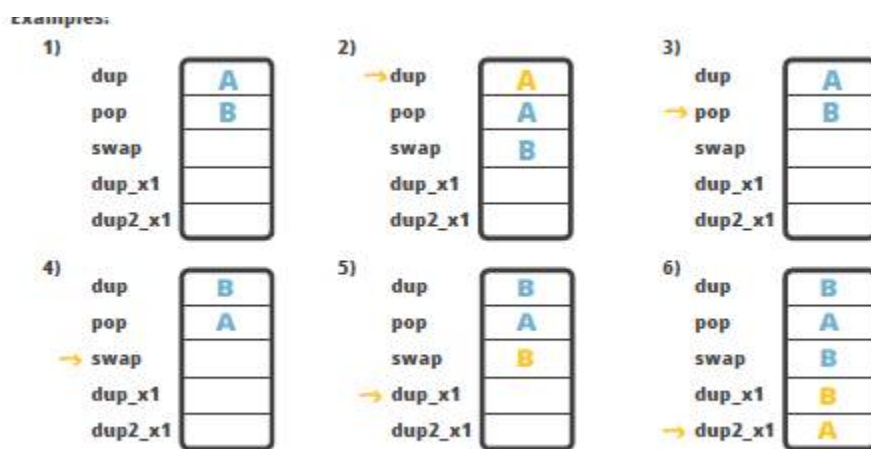 Examples:
1)
dup A
pop B
swap
dup_x1
dup2_x1
2)
→dup A
pop A
swap B
dup_x1
dup2_x1
3)
dup A
→ pop B
swap
dup_x1
dup2_x1
4)
dup B
pop A
→ swap
dup_x1
dup2_x1
5)
dup B
pop A
swap B
→ dup_x1
dup2_x1
6)
dup B
pop A
swap B
dup_x1 B
→ dup2_x1 A